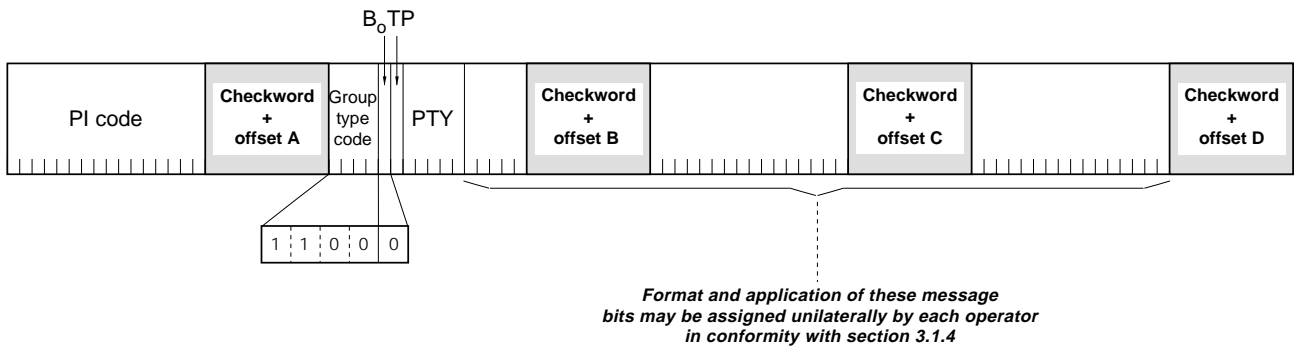 BoTP
PI code
Checkword
+
offset A
Group
type
code
PTY
Checkword
+
offset B
Checkword
+
offset C
Checkword
+
offset D
1 1 0 0 0
Format and application of these message
bits may be assigned unilaterally by each operator
in conformity with section 3.1.4